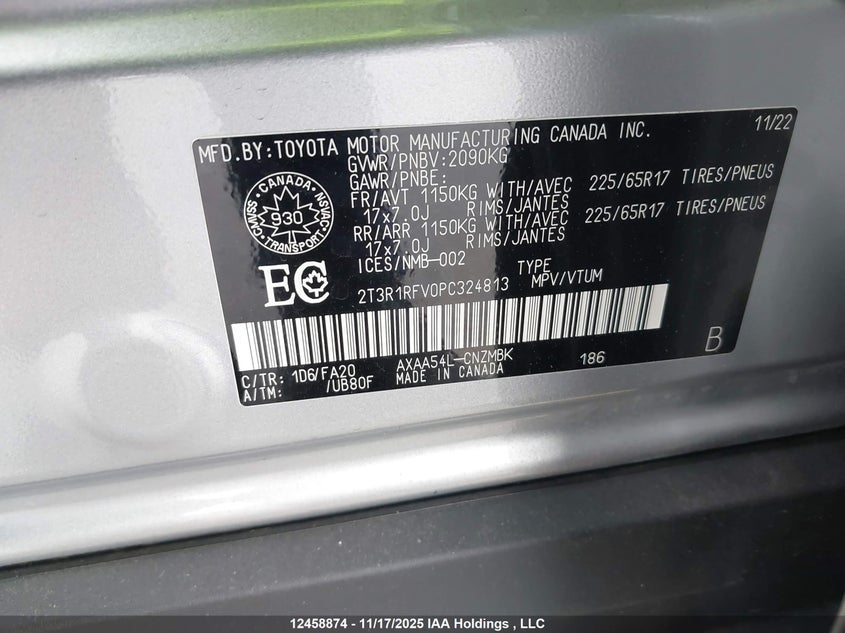 MFD.BY:TOYOTA MOTOR MANUFACTURING CANADA INC. 11/22
GVWR/PNBV:2090KG
GAWR/PNBE:
FR/AVT 1150KG WITH/AVEC 225/65R17 TIRES/PNEUS
17x7.0J RIMS/JANTES
RR/ARR 1150KG WITH/AVEC 225/65R17 TIRES/PNEUS
17x7.0J RIMS/JANTES
ICES/NMB-002
CANADA
CMVSS NSVAC
930
TRANSPORT
EC
2T3R1RFV0PC324813 TYPE MPV/VTUM
B
C/TR: 1D6/FA20 AXAA54L-CNZMBK 186
A/TM: /UB80F MADE IN CANADA
12458874 - 11/17/2025 IAA Holdings , LLC